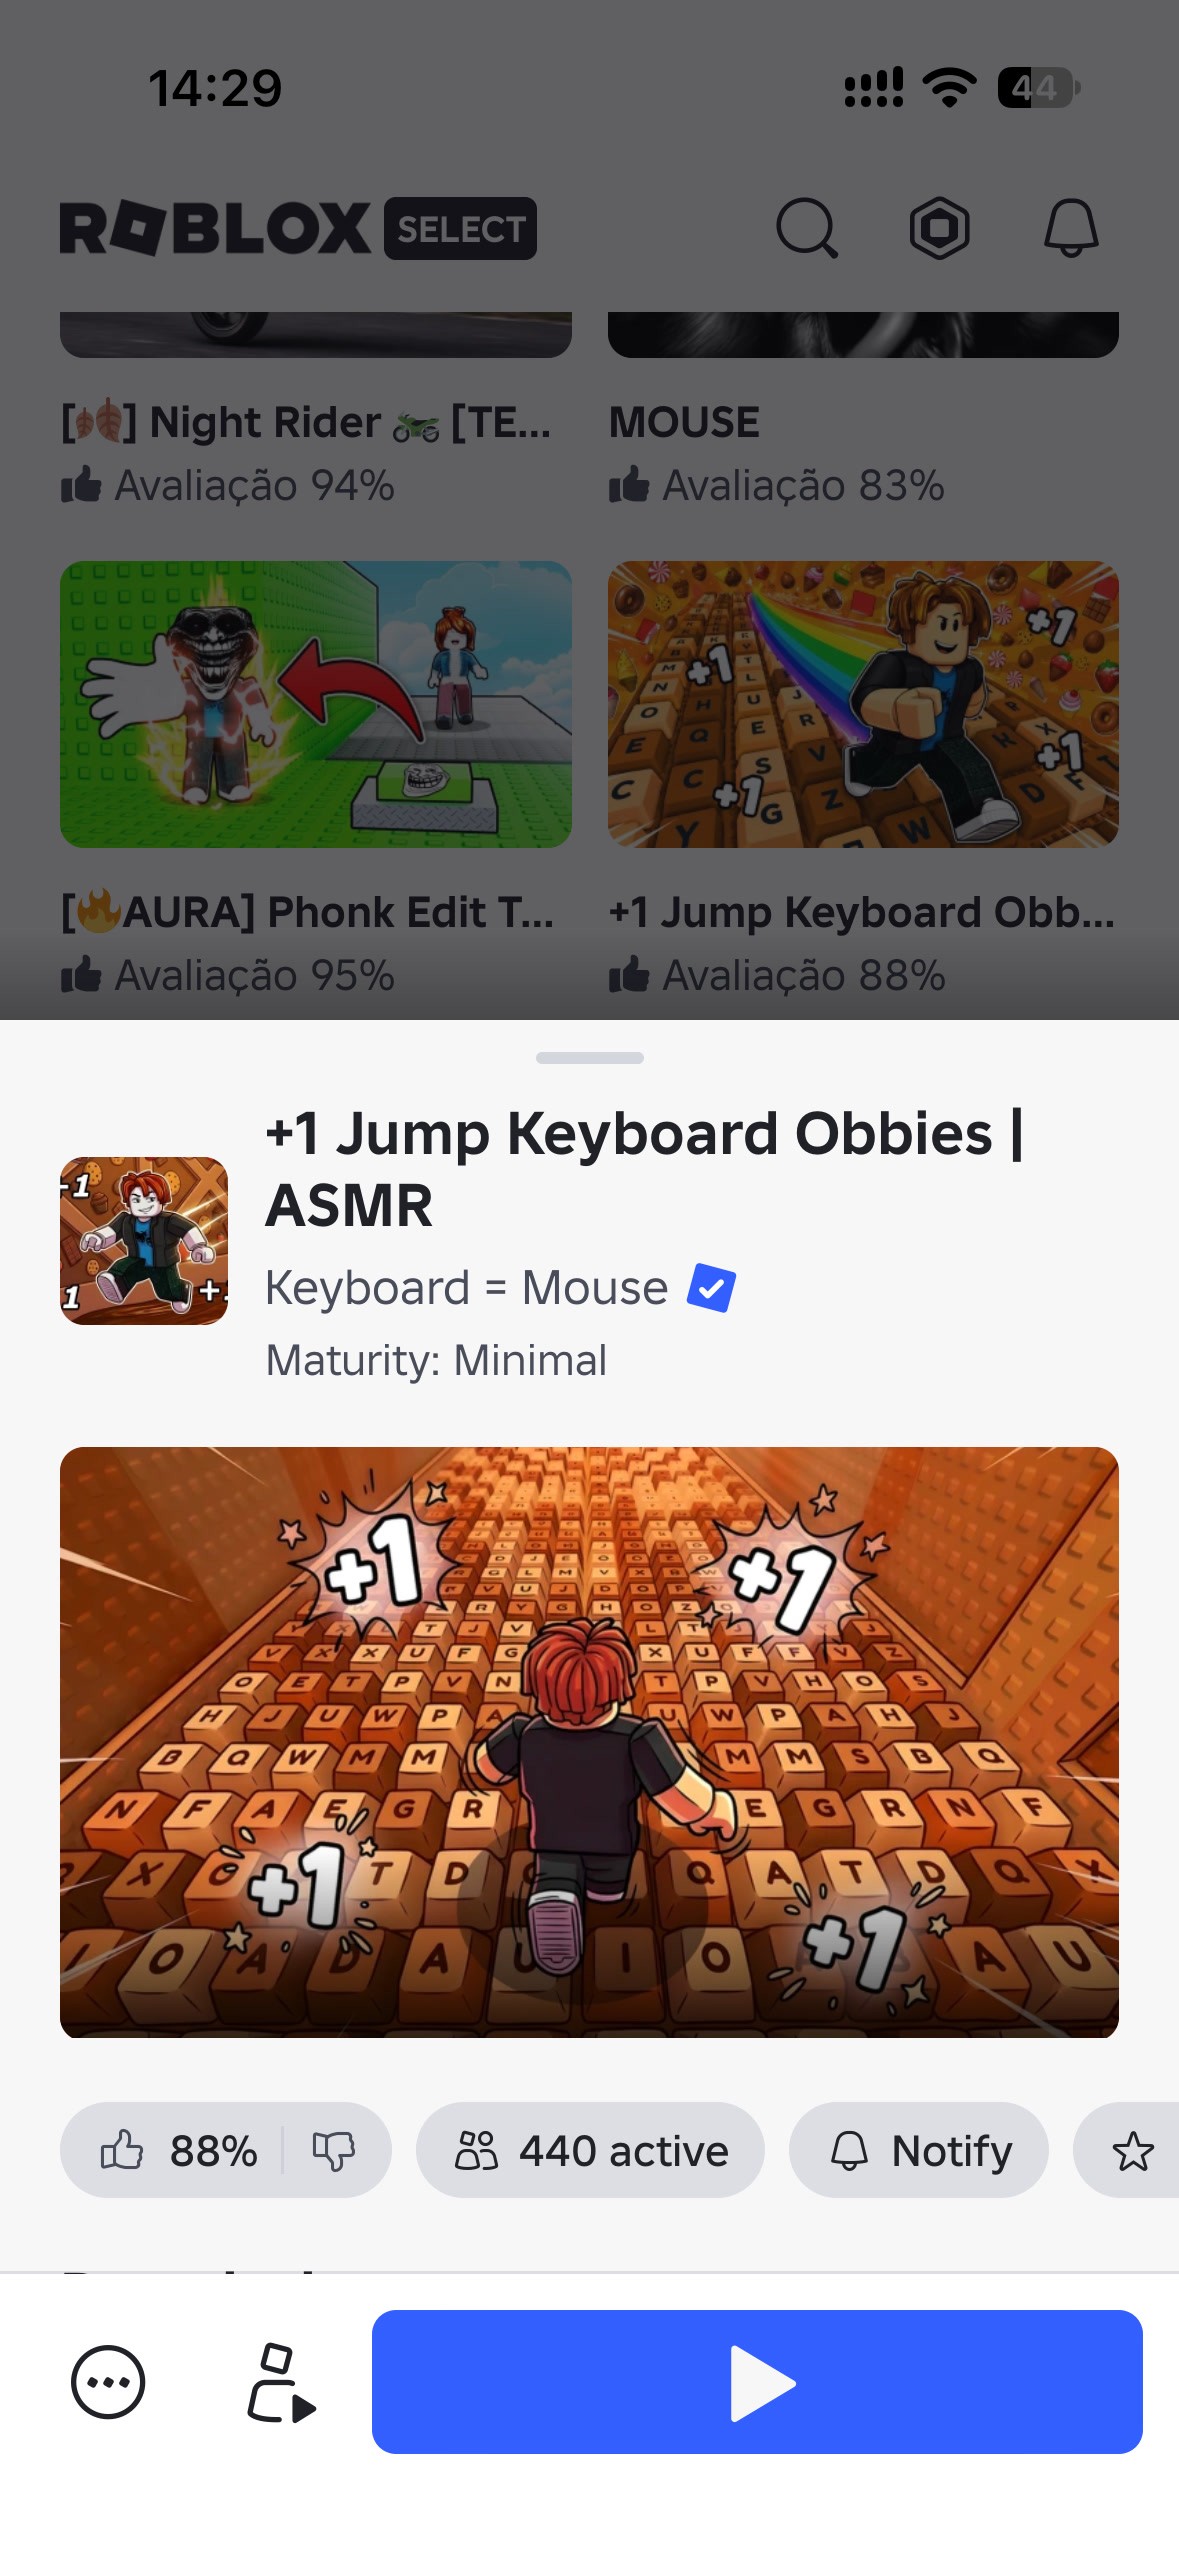 14:29
44
ROBLOX SELECT
[🍂] Night Rider 🏍️ [TE...
Avaliação 94%
MOUSE
Avaliação 83%
+1
+1
+1
+1
[🔥AURA] Phonk Edit T...
Avaliação 95%
+1 Jump Keyboard Obb...
Avaliação 88%
+1 Jump Keyboard Obbies |
ASMR
Keyboard = Mouse
Maturity: Minimal
+1
+1
H J U W P A U W P A H J
B Q W M M M M S B Q
N F A E G R E G R N F
X G T D Q A T D Q X
+1
+1
I O A D A U I O A U
88%
440 active
Notify